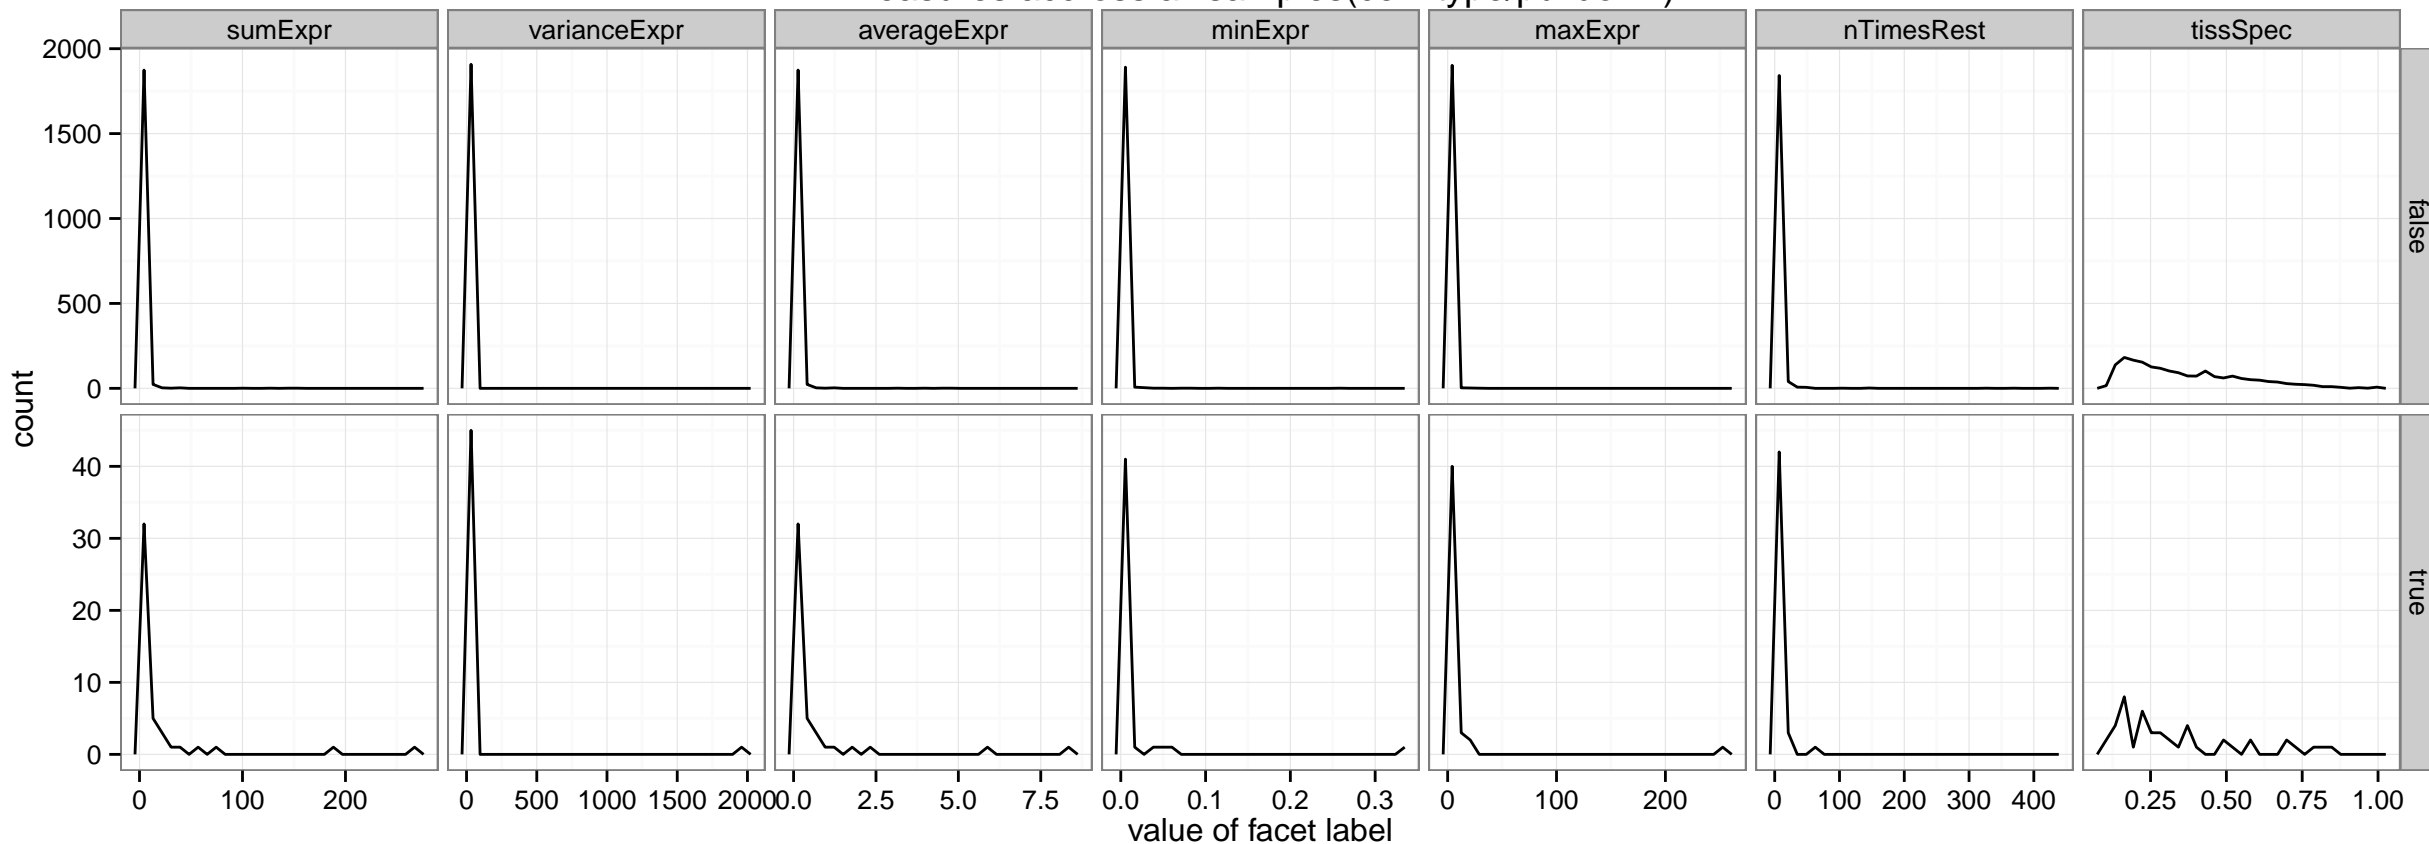 sumExpr varianceExpr averageExpr minExpr maxExpr nTimesRest tissSpec
2000
1500
1000
500
0
false
count
40
30
20
10
0
true
0 100 200 0 500 1000 1500 2000 0.0 2.5 5.0 7.5 0.0 0.1 0.2 0.3 0 100 200 0 100 200 300 400 0.25 0.50 0.75 1.00
value of facet label